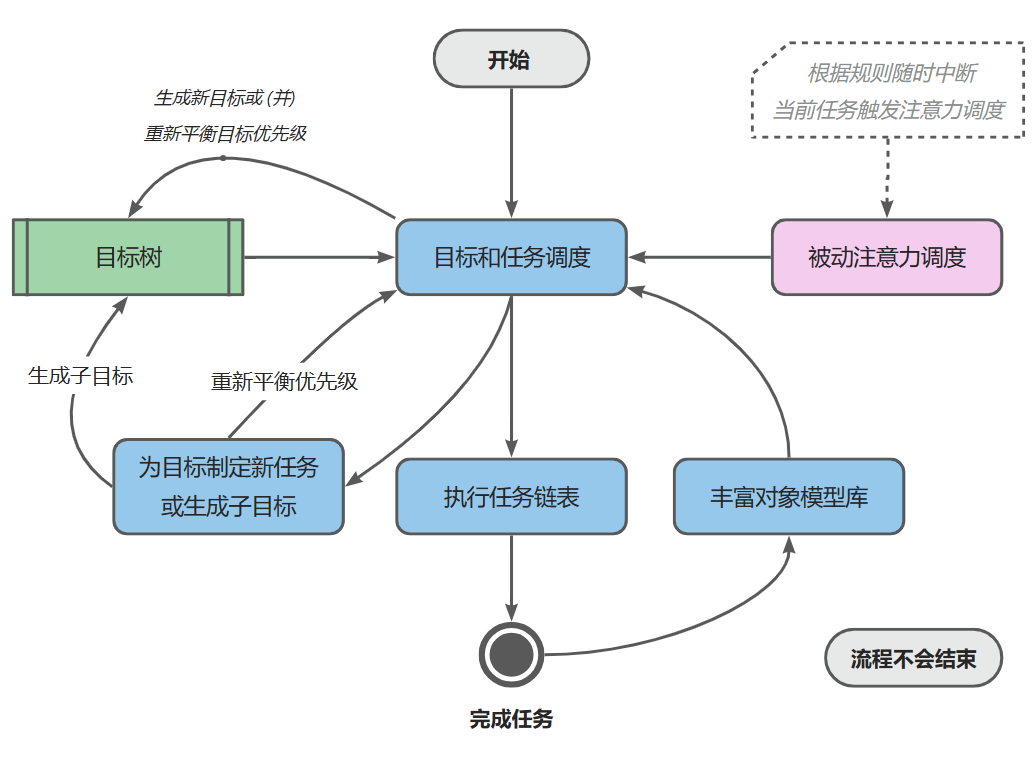 开始
根据规则随时中断
当前任务触发注意力调度
生成新目标或 (并)
重新平衡目标优先级
目标树
目标和任务调度
被动注意力调度
生成子目标
重新平衡优先级
为目标制定新任务
或生成子目标
执行任务链表
丰富对象模型库
流程不会结束
完成任务